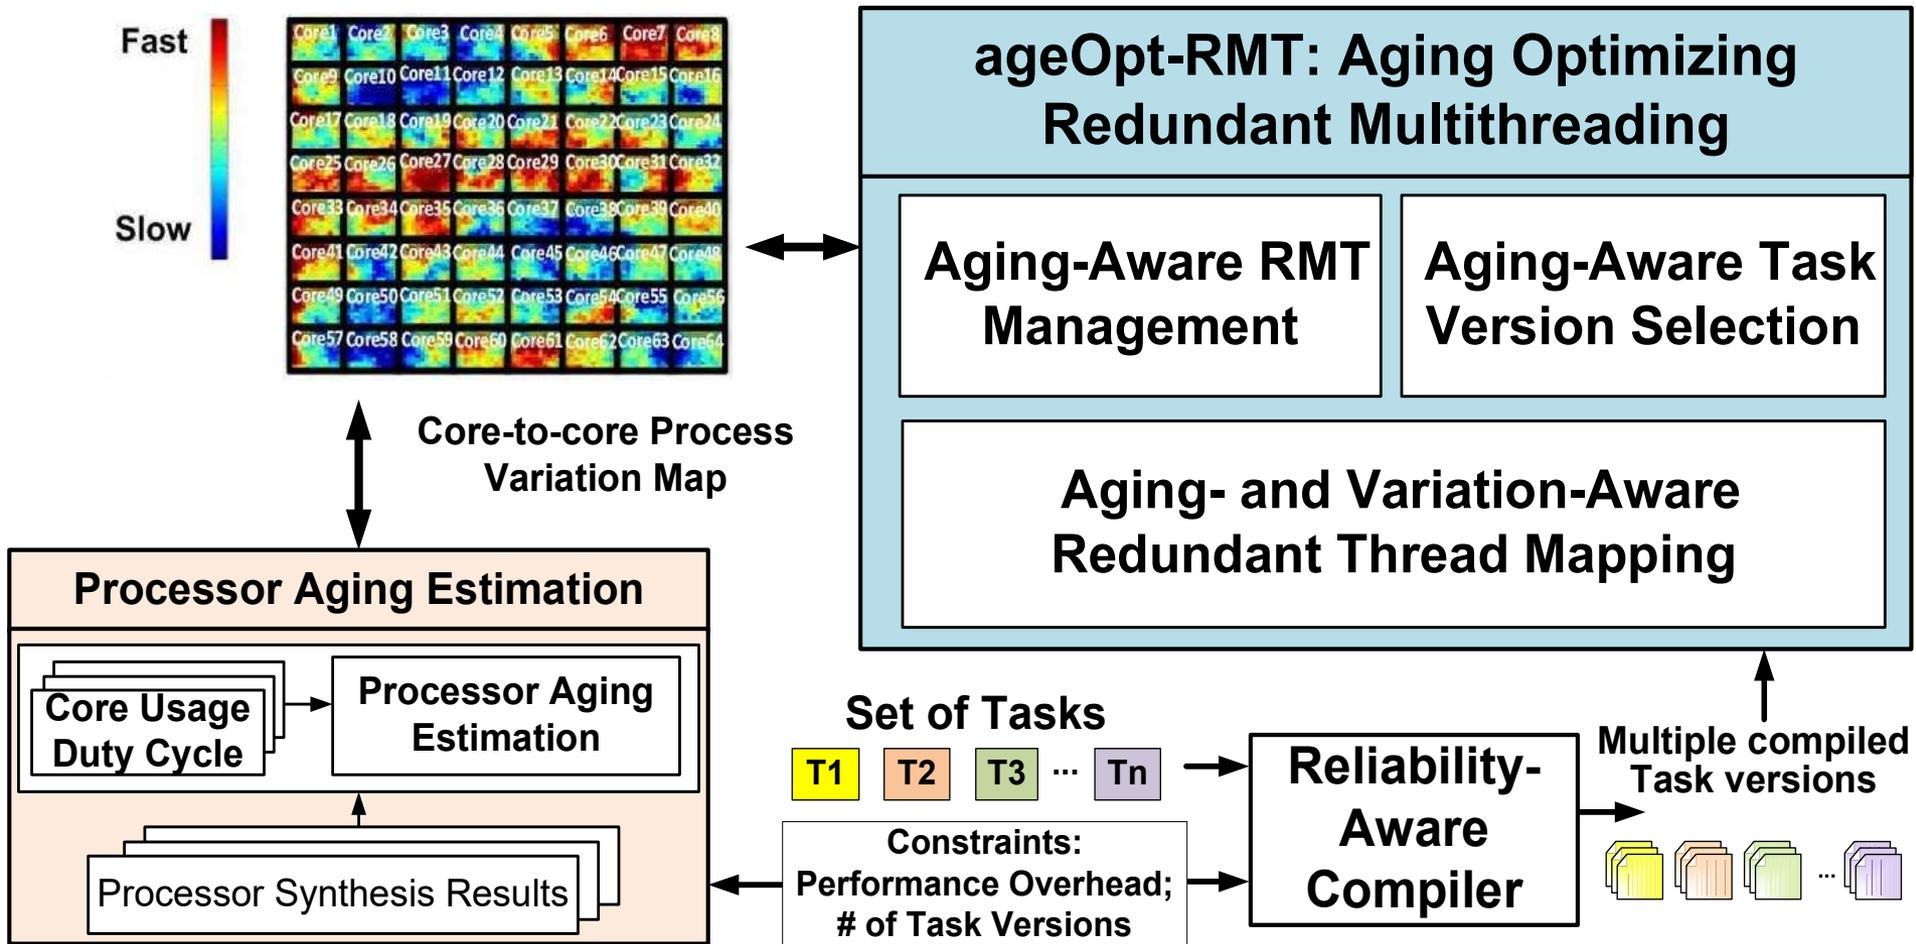 Fast
Slow
Core1 Core2 Core3 Core4 Core5 Core6 Core7 Core8
Core9 Core10 Core11 Core12 Core13 Core14 Core15 Core16
Core17 Core18 Core19 Core20 Core21 Core22 Core23 Core24
Core25 Core26 Core27 Core28 Core29 Core30 Core31 Core32
Core33 Core34 Core35 Core36 Core37 Core38 Core39 Core40
Core41 Core42 Core43 Core44 Core45 Core46 Core47 Core48
Core49 Core50 Core51 Core52 Core53 Core54 Core55 Core56
Core57 Core58 Core59 Core60 Core61 Core62 Core63 Core64
Core-to-core Process
Variation Map
ageOpt-RMT: Aging Optimizing
Redundant Multithreading
Aging-Aware RMT
Management
Aging-Aware Task
Version Selection
Aging- and Variation-Aware
Redundant Thread Mapping
Processor Aging Estimation
Core Usage
Duty Cycle
Processor Aging
Estimation
Processor Synthesis Results
Set of Tasks
T1 T2 T3 ... Tn
Constraints:
Performance Overhead;
# of Task Versions
Reliability-
Aware
Compiler
Multiple compiled
Task versions
...